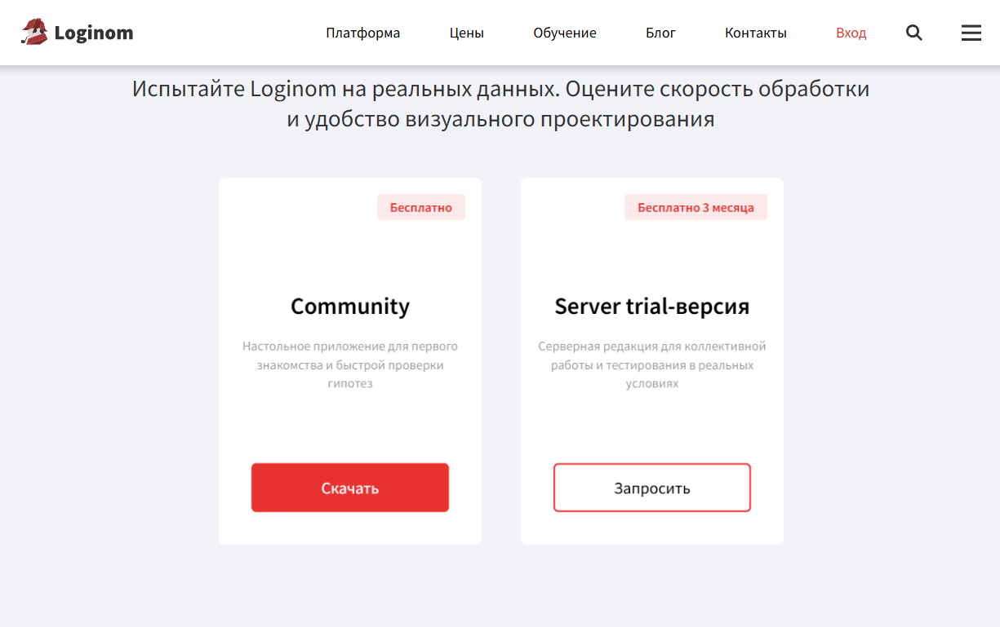 Loginom
Платформа
Цены
Обучение
Блог
Контакты
Вход
Испытайте Loginom на реальных данных. Оцените скорость обработки
и удобство визуального проектирования
Бесплатно
Community
Настольное приложение для первого
знакомства и быстрой проверки
гипотез
Скачать
Бесплатно 3 месяца
Server trial-версия
Серверная редакция для коллективной
работы и тестирования в реальных
условиях
Запросить